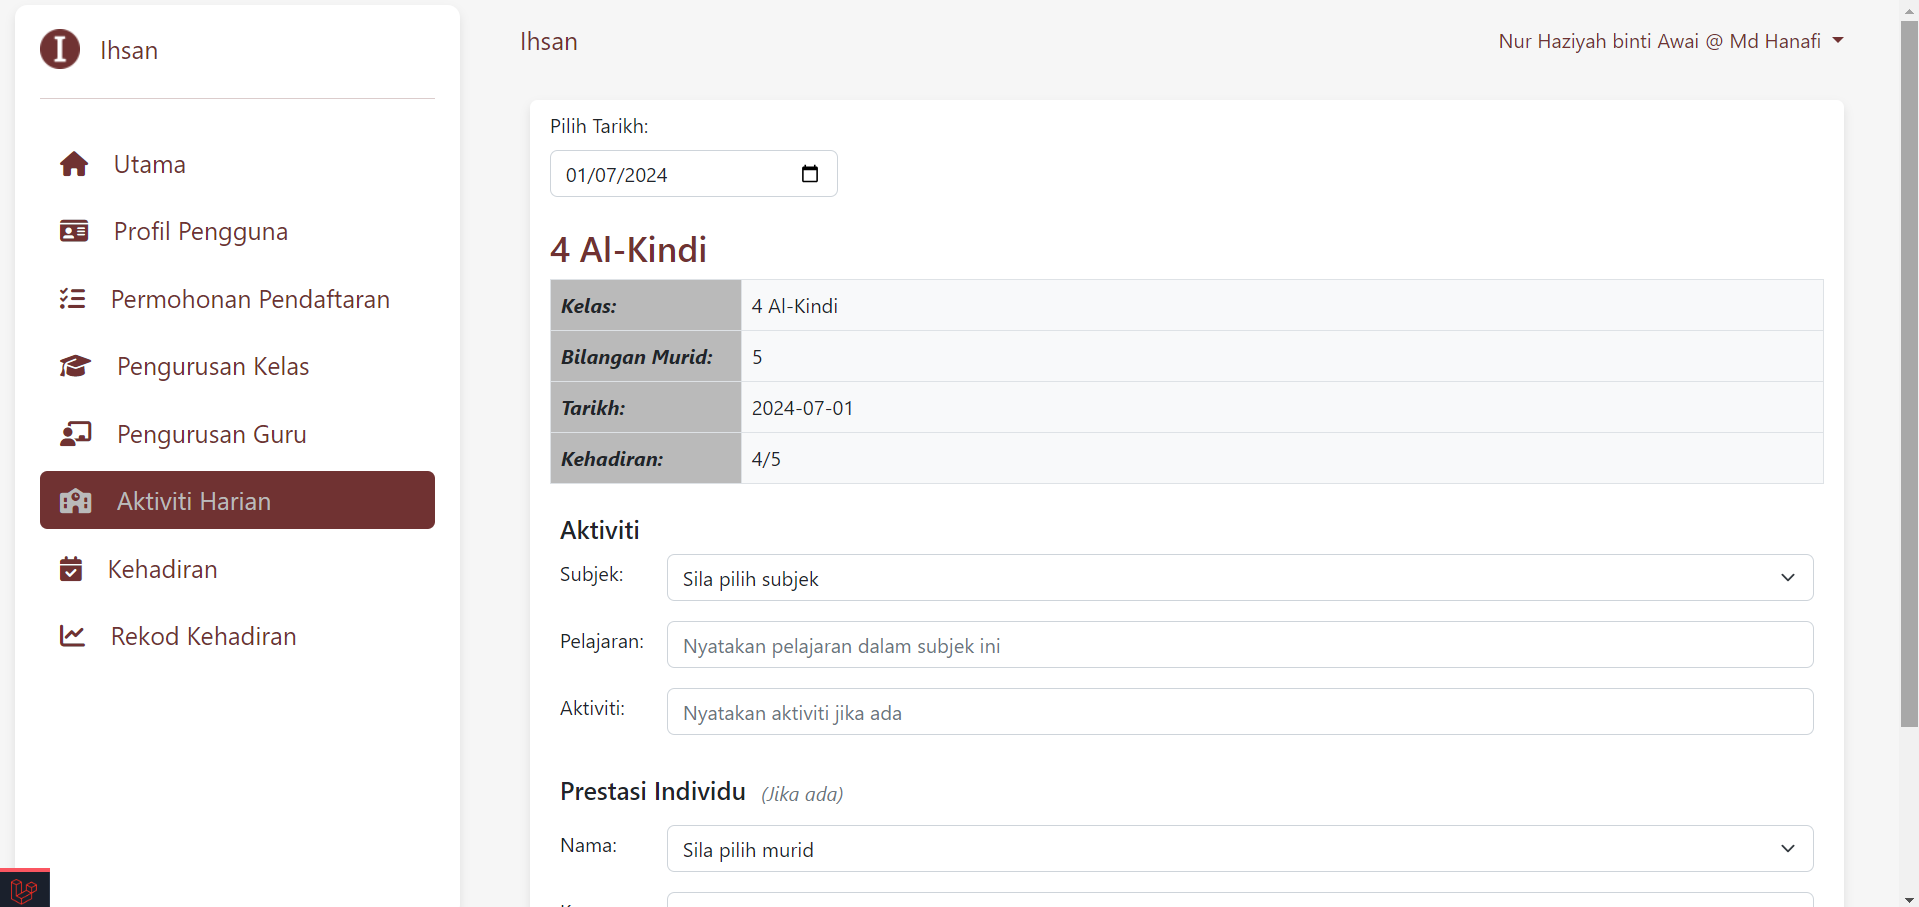 Ihsan
Utama
Profil Pengguna
Permohonan Pendaftaran
Pengurusan Kelas
Pengurusan Guru
Aktiviti Harian
Kehadiran
Rekod Kehadiran
Ihsan
Nur Haziyah binti Awai @ Md Hanafi
Pilih Tarikh:
01/07/2024
4 Al-Kindi
Kelas: 4 Al-Kindi
Bilangan Murid: 5
Tarikh: 2024-07-01
Kehadiran: 4/5
Aktiviti
Subjek: Sila pilih subjek
Pelajaran: Nyatakan pelajaran dalam subjek ini
Aktiviti: Nyatakan aktiviti jika ada
Prestasi Individu (Jika ada)
Nama: Sila pilih murid